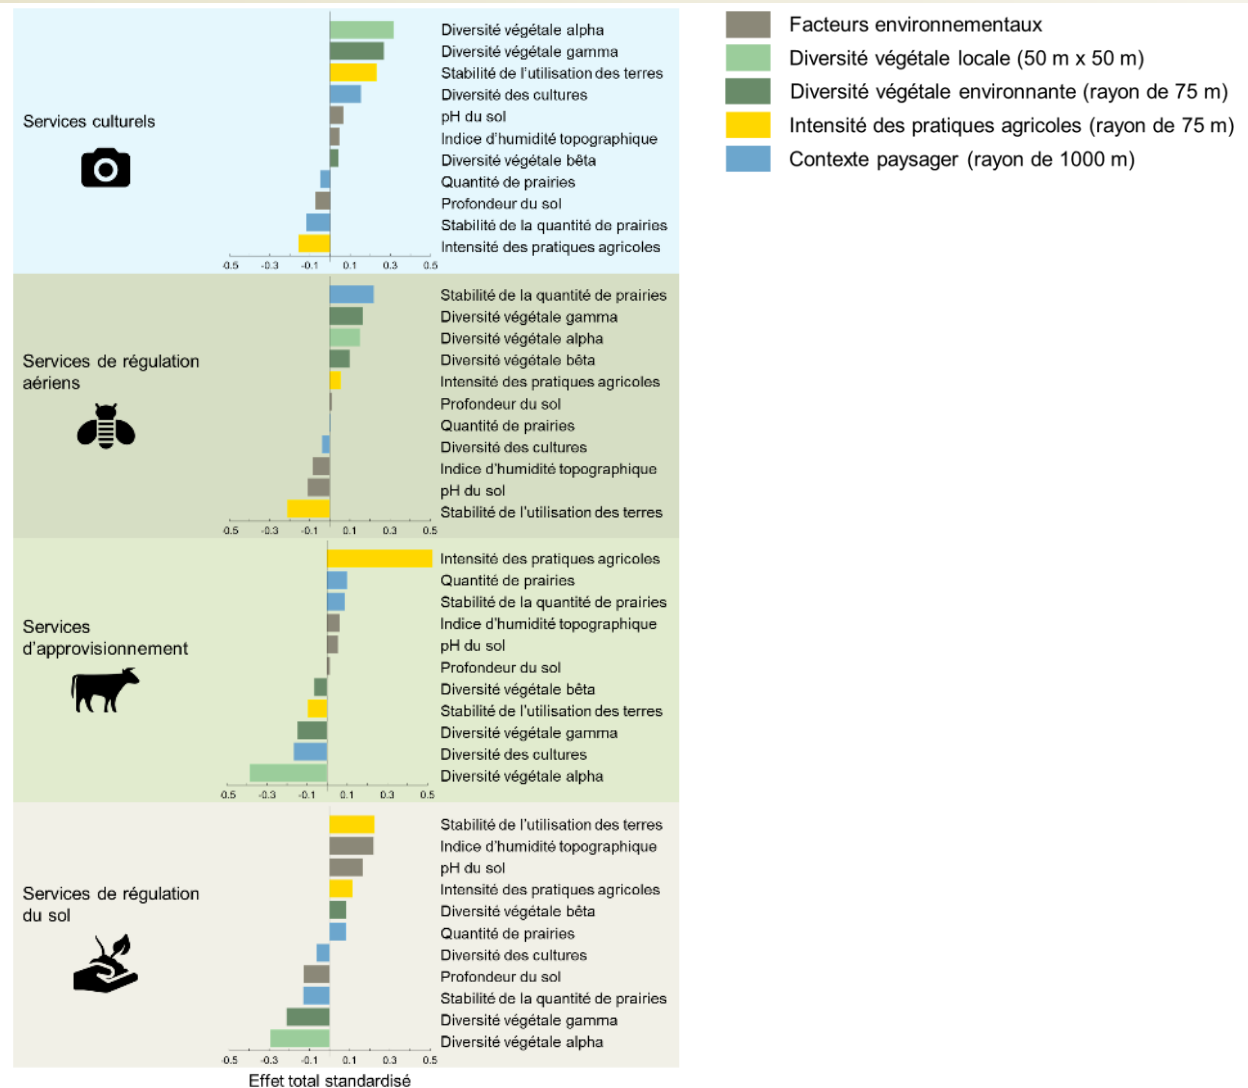 Services culturels
Diversité végétale alpha
Diversité végétale gamma
Stabilité de l'utilisation des terres
Diversité des cultures
pH du sol
Indice d'humidité topographique
Diversité végétale bêta
Quantité de prairies
Profondeur du sol
Stabilité de la quantité de prairies
Intensité des pratiques agricoles
-0.5 -0.3 -0.1 0.1 0.3 0.5
Services de régulation
aériens
Stabilité de la quantité de prairies
Diversité végétale gamma
Diversité végétale alpha
Diversité végétale bêta
Intensité des pratiques agricoles
Profondeur du sol
Quantité de prairies
Diversité des cultures
Indice d'humidité topographique
pH du sol
Stabilité de l'utilisation des terres
-0.5 -0.3 -0.1 0.1 0.3 0.5
Services
d'approvisionnement
Intensité des pratiques agricoles
Quantité de prairies
Stabilité de la quantité de prairies
Indice d'humidité topographique
pH du sol
Profondeur du sol
Diversité végétale bêta
Stabilité de l'utilisation des terres
Diversité végétale gamma
Diversité des cultures
Diversité végétale alpha
-0.5 -0.3 -0.1 0.1 0.3 0.5
Services de régulation
du sol
Stabilité de l'utilisation des terres
Indice d'humidité topographique
pH du sol
Intensité des pratiques agricoles
Diversité végétale bêta
Quantité de prairies
Diversité des cultures
Profondeur du sol
Stabilité de la quantité de prairies
Diversité végétale gamma
Diversité végétale alpha
-0.5 -0.3 -0.1 0.1 0.3 0.5
Effet total standardisé
Facteurs environnementaux
Diversité végétale locale (50 m x 50 m)
Diversité végétale environnante (rayon de 75 m)
Intensité des pratiques agricoles (rayon de 75 m)
Contexte paysager (rayon de 1000 m)